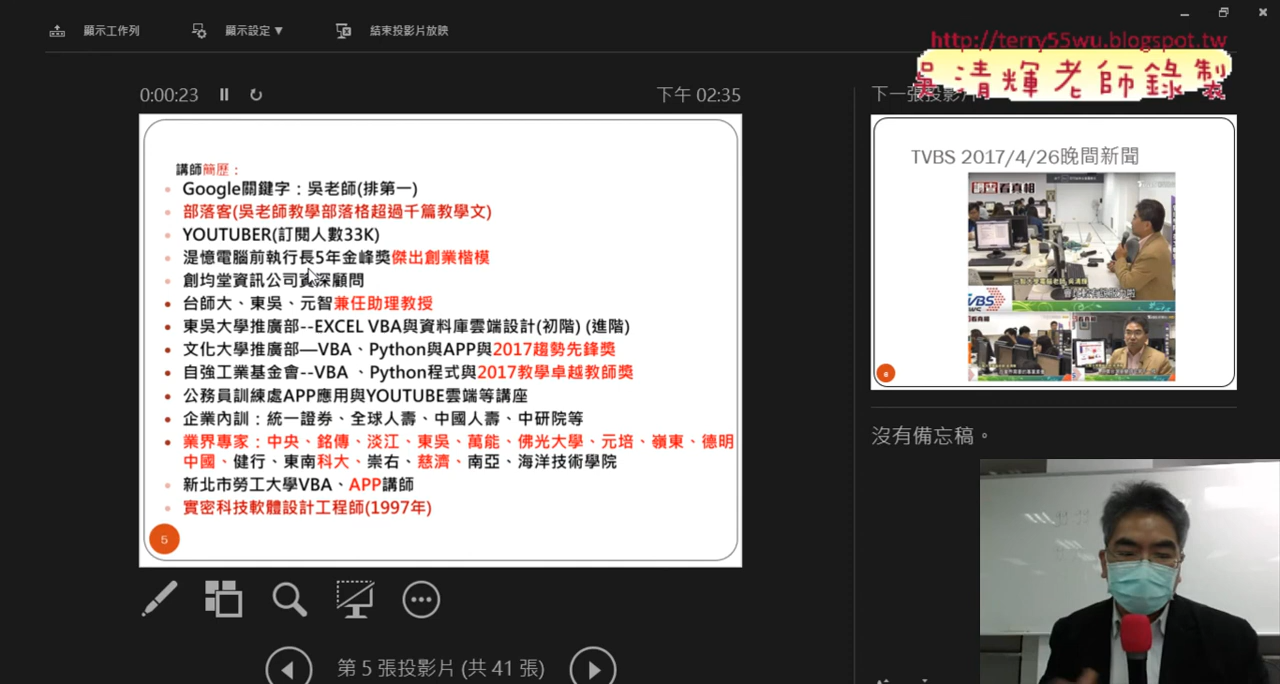 顯示工作列
顯示設定 ▼
結束投影片放映
http://terry55wu.blogspot.tw
吳清輝老師錄製
0:00:23
下午 02:35
下一張投影片
講師簡歷：
Google關鍵字：吳老師(排第一)
部落客(吳老師教學部落格超過千篇教學文)
YOUTUBER(訂閱人數33K)
湜憶電腦前執行長5年金峰獎傑出創業楷模
創均堂資訊公司資深顧問
台師大、東吳、元智兼任助理教授
東吳大學推廣部--EXCEL VBA與資料庫雲端設計(初階) (進階)
文化大學推廣部—VBA、Python與APP與2017趨勢先鋒獎
自強工業基金會--VBA 、Python程式與2017教學卓越教師獎
公務員訓練處APP應用與YOUTUBE雲端等講座
企業內訓：統一證券、全球人壽、中國人壽、中研院等
業界專家：中央、銘傳、淡江、東吳、萬能、佛光大學、元培、嶺東、德明
中國、健行、東南科大、崇右、慈濟、南亞、海洋技術學院
新北市勞工大學VBA、APP講師
實密科技軟體設計工程師(1997年)
5
TVBS 2017/4/26晚間新聞
看真相
TVBS
NEWS
6
沒有備忘稿。
第 5 張投影片 (共 41 張)